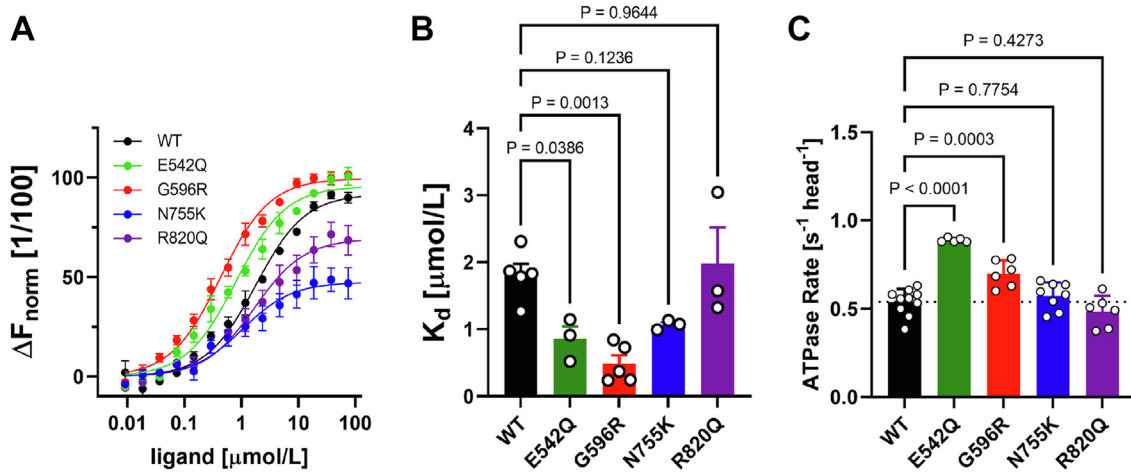 A
ΔFnorm [1/100]
100
50
0
WT
E542Q
G596R
N755K
R820Q
0.01 0.1 1 10 100
ligand [μmol/L]
B
P = 0.9644
P = 0.1236
P = 0.0013
P = 0.0386
Kd [μmol/L]
4
3
2
1
0
WT
E542Q
G596R
N755K
R820Q
C
P = 0.4273
P = 0.7754
P = 0.0003
P < 0.0001
ATPase Rate [s-1 head-1]
1.5
1.0
0.5
0.0
WT
E542Q
G596R
N755K
R820Q